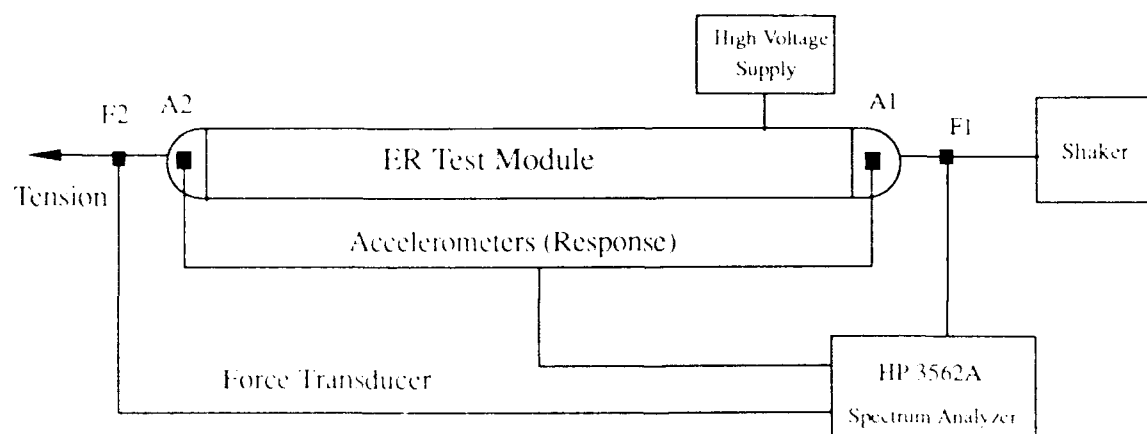 High Voltage
Supply
F2
A2
A1
F1
ER Test Module
Shaker
Tension
Accelerometers (Response)
Force Transducer
HP 3562A
Spectrum Analyzer